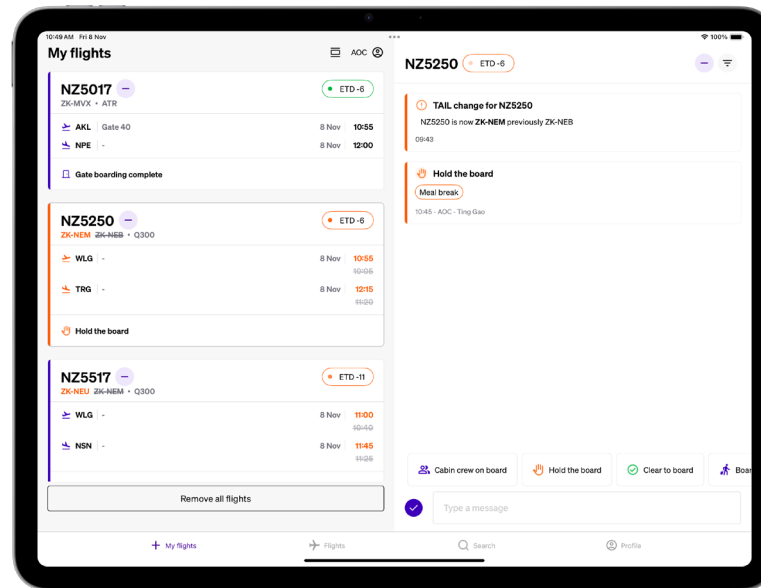 10:49 AM Fri 8 Nov
100%
My flights
AOC
NZ5017
ETD -6
ZK-MVX • ATR
AKL Gate 40 8 Nov 10:55
NPE - 8 Nov 12:00
Gate boarding complete
NZ5250
ETD -6
ZK-NEM ZK-NEB • Q300
WLG - 8 Nov 10:55
10:05
TRG - 8 Nov 12:15
11:20
Hold the board
NZ5517
ETD -11
ZK-NEU ZK-NEM • Q300
WLG - 8 Nov 11:00
10:40
NSN - 8 Nov 11:45
11:25
Remove all flights
NZ5250 ETD -6
TAIL change for NZ5250
NZ5250 is now ZK-NEM previously ZK-NEB
09:43
Hold the board
Meal break
10:45 - AOC - Ting Gao
Cabin crew on board
Hold the board
Clear to board
Boar
Type a message
My flights
Flights
Search
Profile